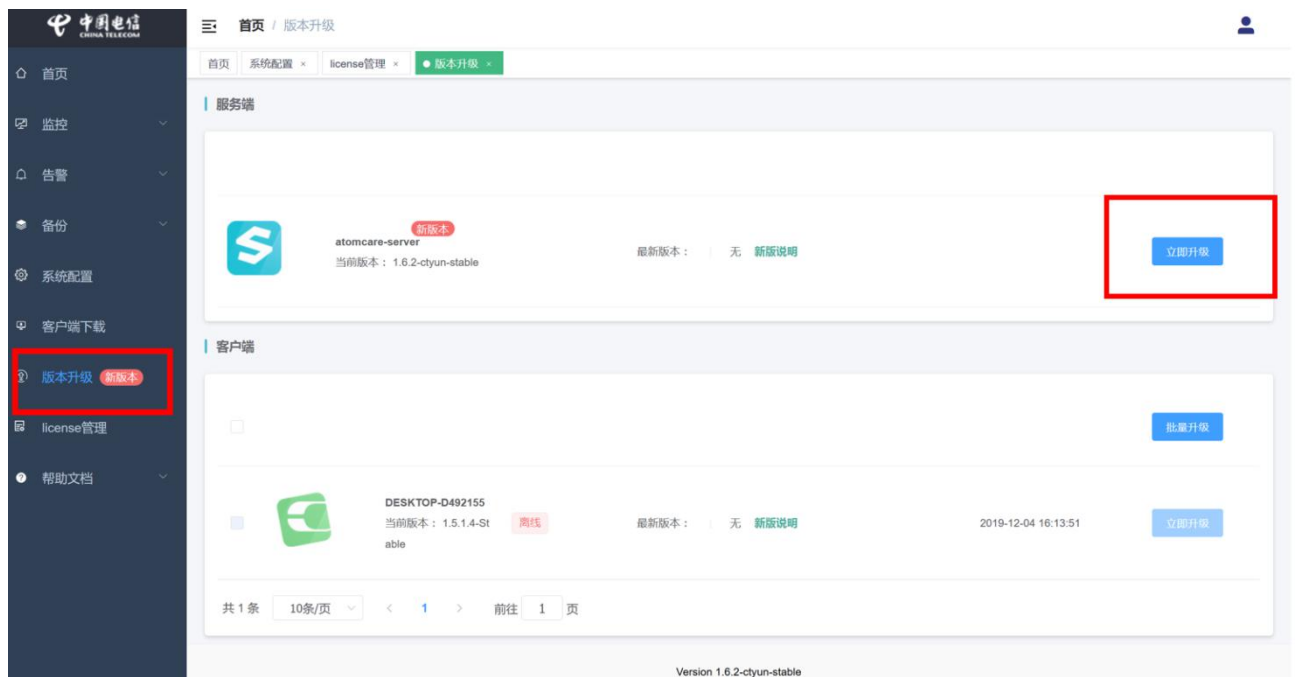 中国电信
CHINA TELECOM
首页 / 版本升级
首页 系统配置 × license管理 × 版本升级 ×
首页
监控
告警
备份
系统配置
客户端下载
版本升级 新版本
license管理
帮助文档
服务端
新版本
atomcare-server
当前版本： 1.6.2-ctyun-stable
最新版本： 无 新版说明
立即升级
客户端
批量升级
DESKTOP-D492155
当前版本： 1.5.1.4-St
able
离线
最新版本： 无 新版说明
2019-12-04 16:13:51
立即升级
共 1 条 10条/页 < 1 > 前往 1 页
Version 1.6.2-ctyun-stable